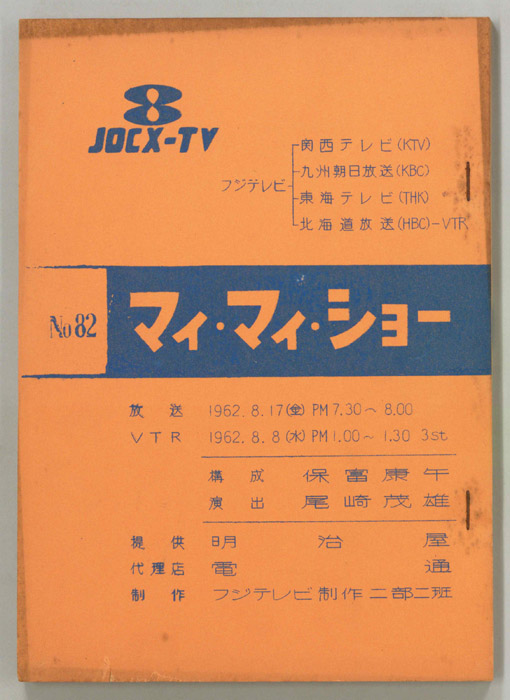 8
JOCX-TV
関西テレビ(KTV)
九州朝日放送(KBC)
フジテレビ
東海テレビ(THK)
北海道放送(HBC)-VTR
No82
マィ・マィ・ショー
放送 1962.8.17(金)PM7.30~8.00
VTR 1962.8.8(水)PM1.00~1.30 3st
構成 保富康午
演出 尾崎茂雄
提供 明治屋
代理店 電通
制作 フジテレビ制作二部二班